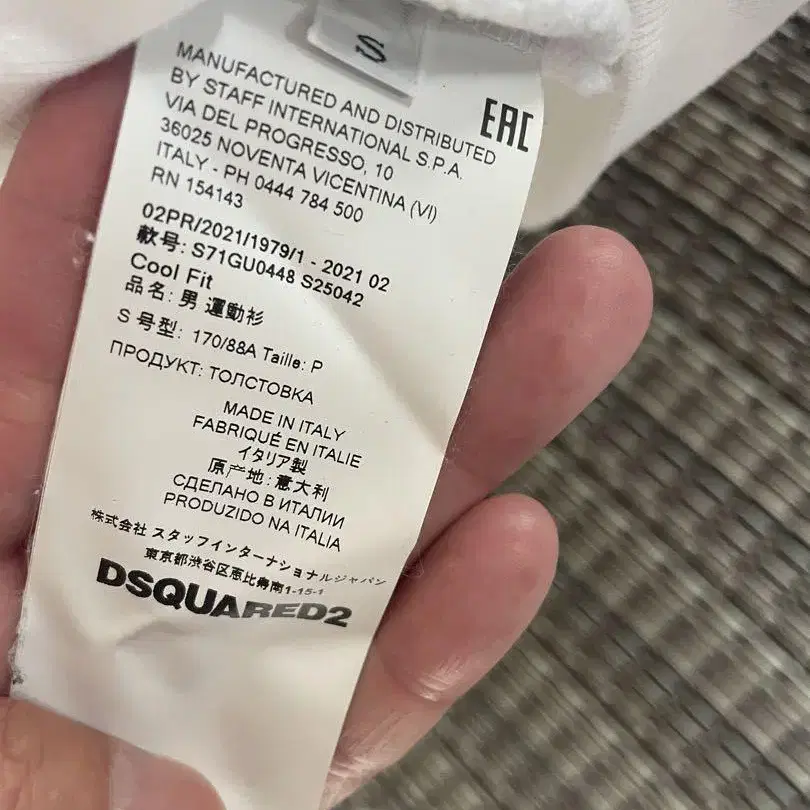 S
EAC
MANUFACTURED AND DISTRIBUTED
BY STAFF INTERNATIONAL S.P.A.
VIA DEL PROGRESSO, 10
36025 NOVENTA VICENTINA (VI)
ITALY - PH 0444 784 500
RN 154143
02PR/2021/1979/1 - 2021 02
款号: S71GU0448 S25042
Cool Fit
品名: 男 運動衫
S 号型: 170/88A Taille: P
ПРОДУКТ: ТОЛСТОВКА
MADE IN ITALY
FABRIQUÉ EN ITALIE
イタリア製
原产地: 意大利
СДЕЛАНО В ИТАЛИИ
PRODUZIDO NA ITALIA
株式会社 スタッフインターナショナルジャパン
東京都渋谷区恵比寿南1-15-1
DSQUARED2